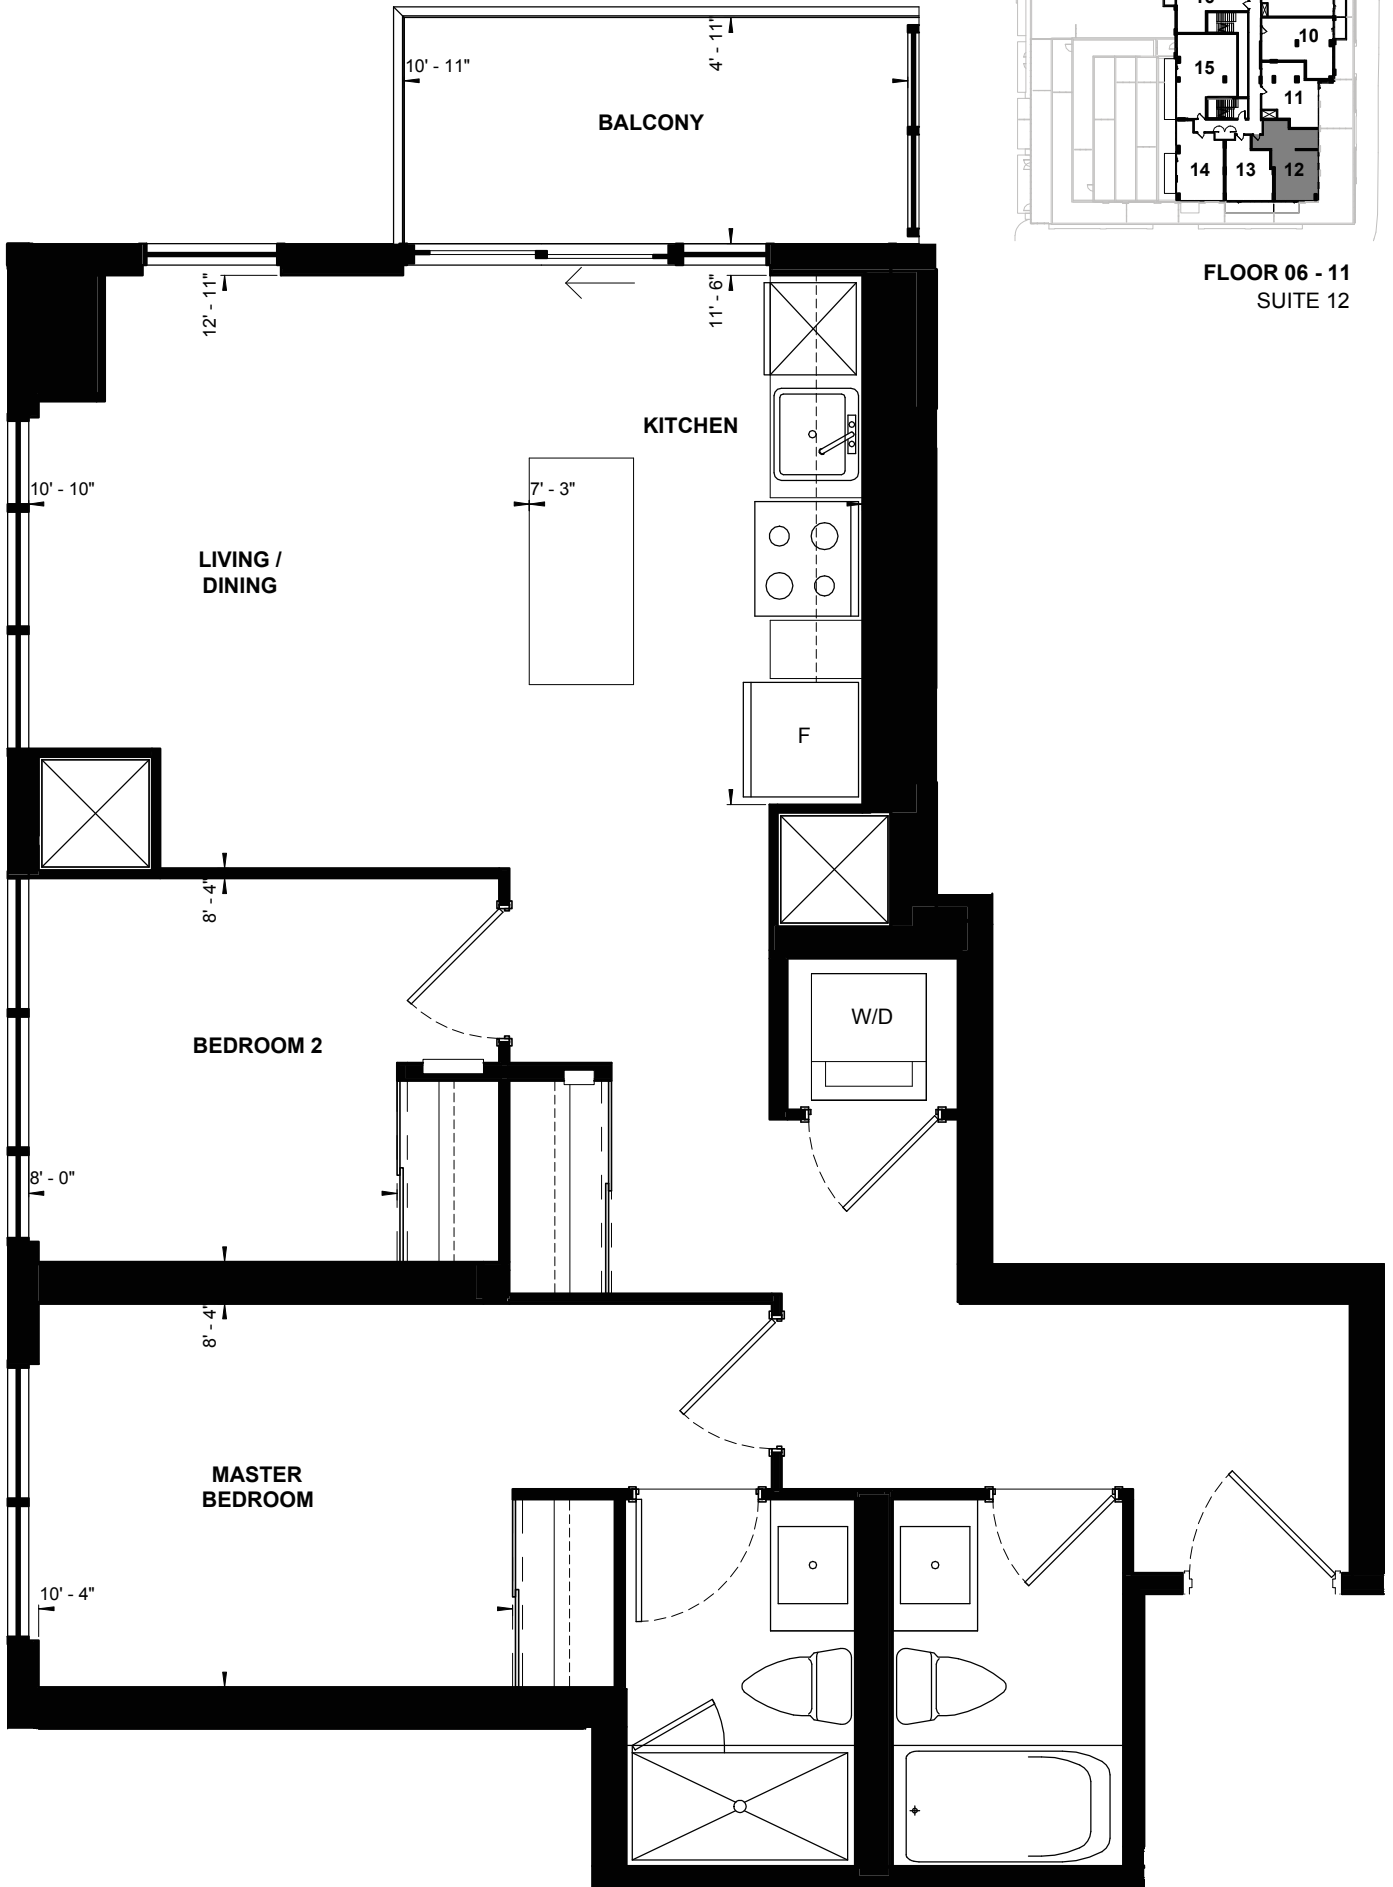 10
15
11
14
13
12
FLOOR 06 - 11
SUITE 12
10' - 11"
4' - 11"
BALCONY
12' - 11"
11' - 6"
KITCHEN
10' - 10"
7' - 3"
LIVING /
DINING
F
8' - 4"
W/D
BEDROOM 2
8' - 0"
8' - 4"
MASTER
BEDROOM
10' - 4"